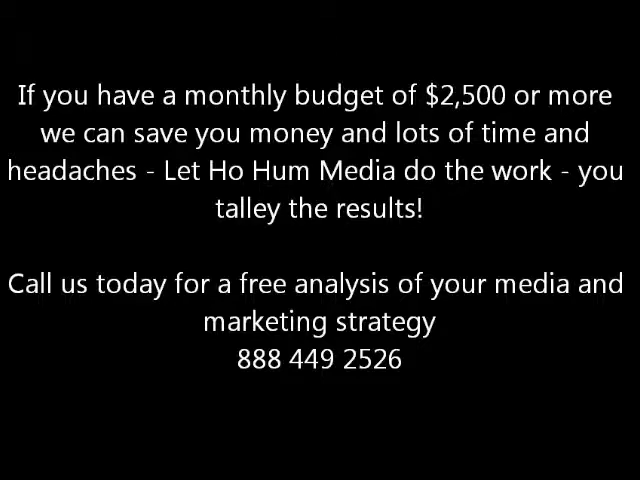 If you have a monthly budget of $2,500 or more
we can save you money and lots of time and
headaches - Let Ho Hum Media do the work - you
talley the results!
Call us today for a free analysis of your media and
marketing strategy
888 449 2526